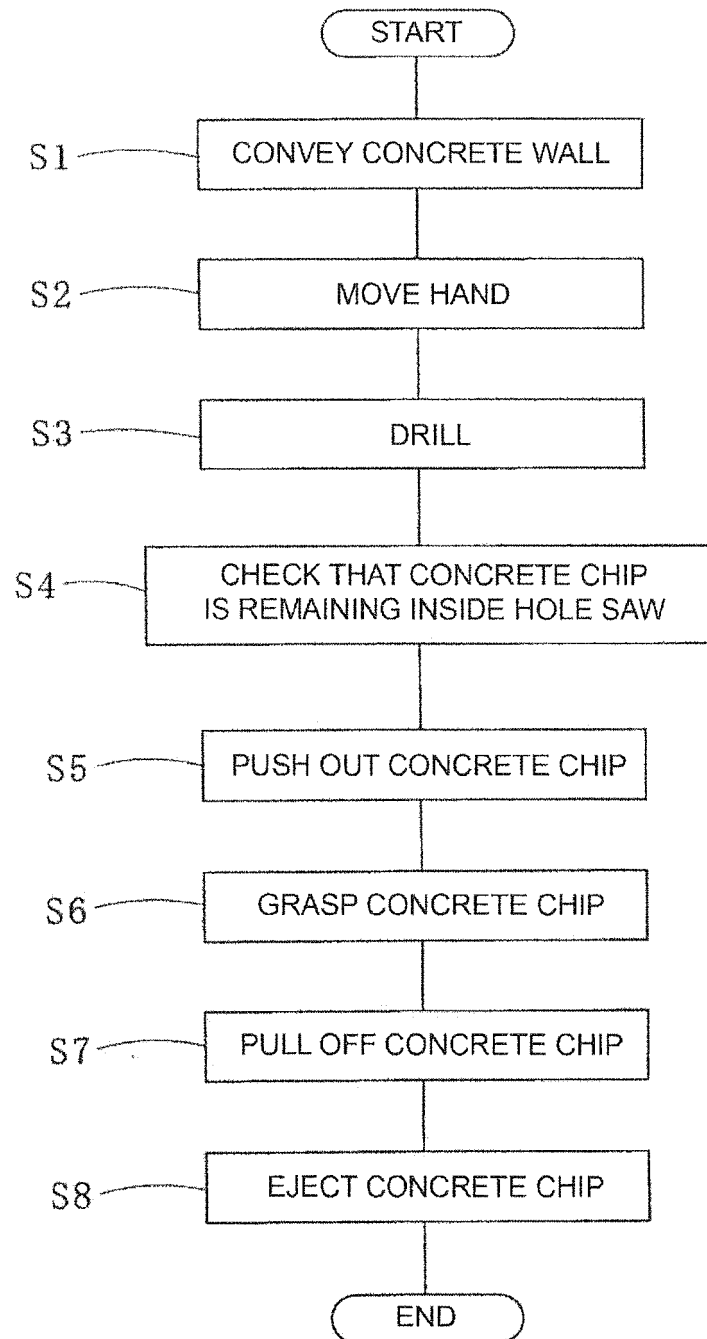 START
S1 CONVEY CONCRETE WALL
S2 MOVE HAND
S3 DRILL
S4 CHECK THAT CONCRETE CHIP
IS REMAINING INSIDE HOLE SAW
S5 PUSH OUT CONCRETE CHIP
S6 GRASP CONCRETE CHIP
S7 PULL OFF CONCRETE CHIP
S8 EJECT CONCRETE CHIP
END